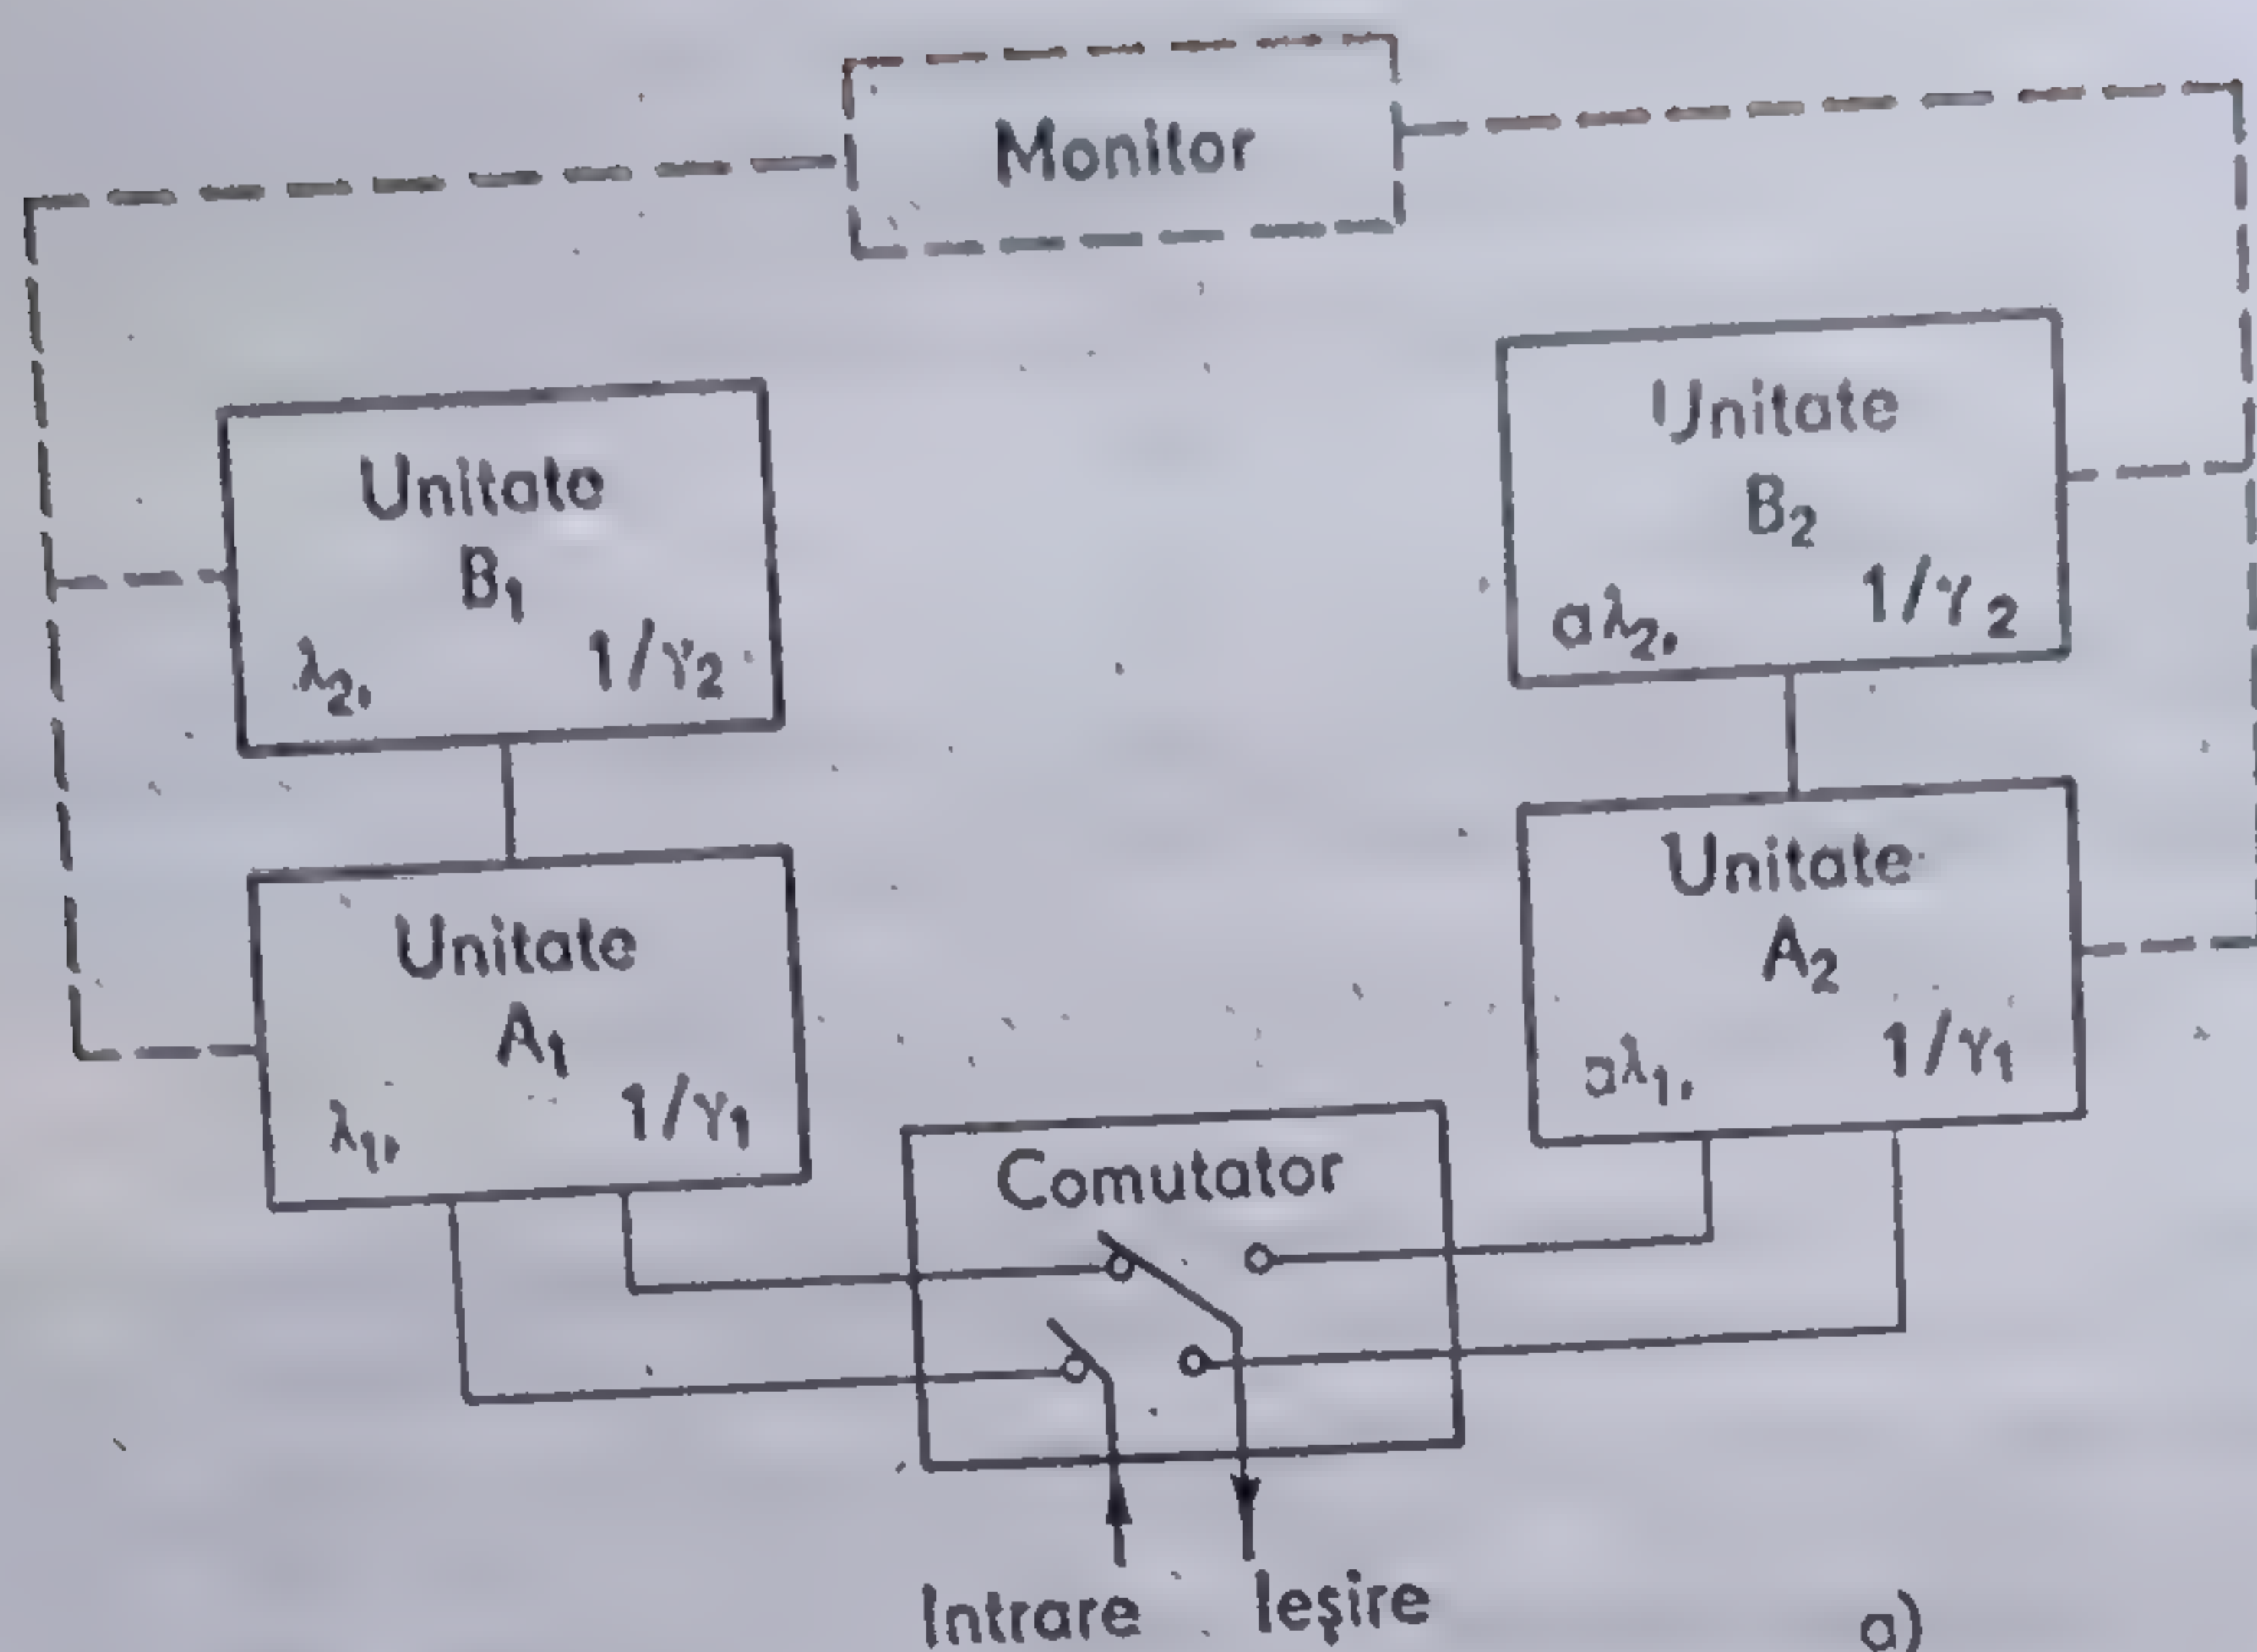 Monitor
Unitate
B1
λ2, 1/γ2
Unitate
B2
aλ2, 1/γ2
Unitate
A1
λ1, 1/γ1
Unitate
A2
aλ1, 1/γ1
Comutator
Intrare Ieşire
a)